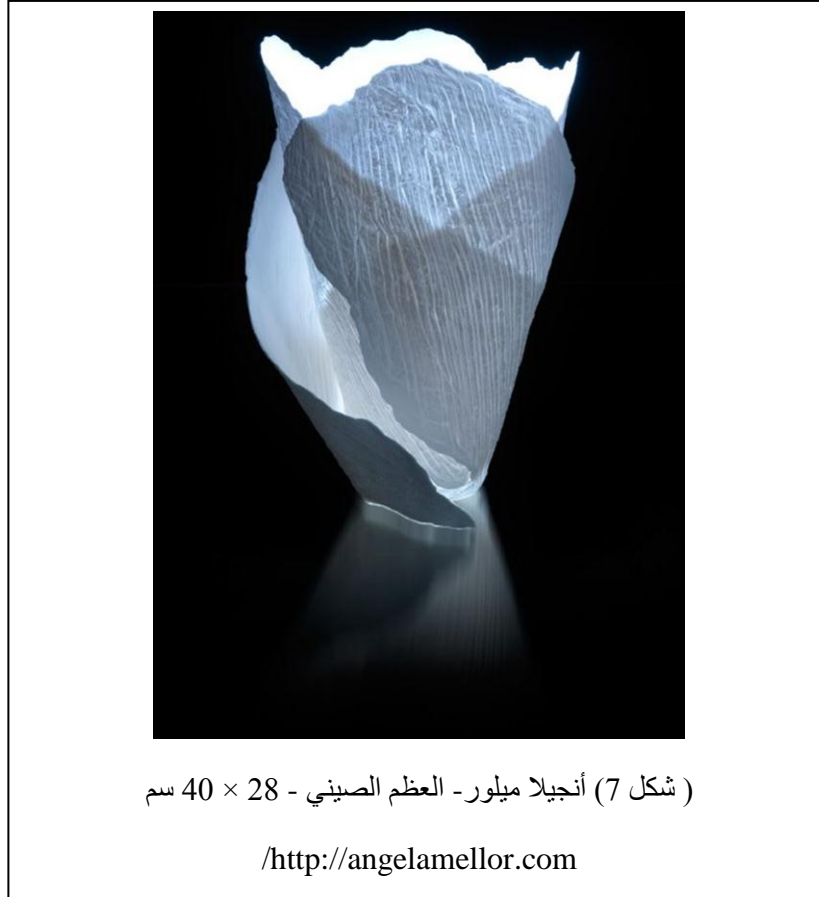 ( شكل 7) أنجيلا ميلور- العظم الصيني - 28 × 40 سم
/http://angelamellor.com